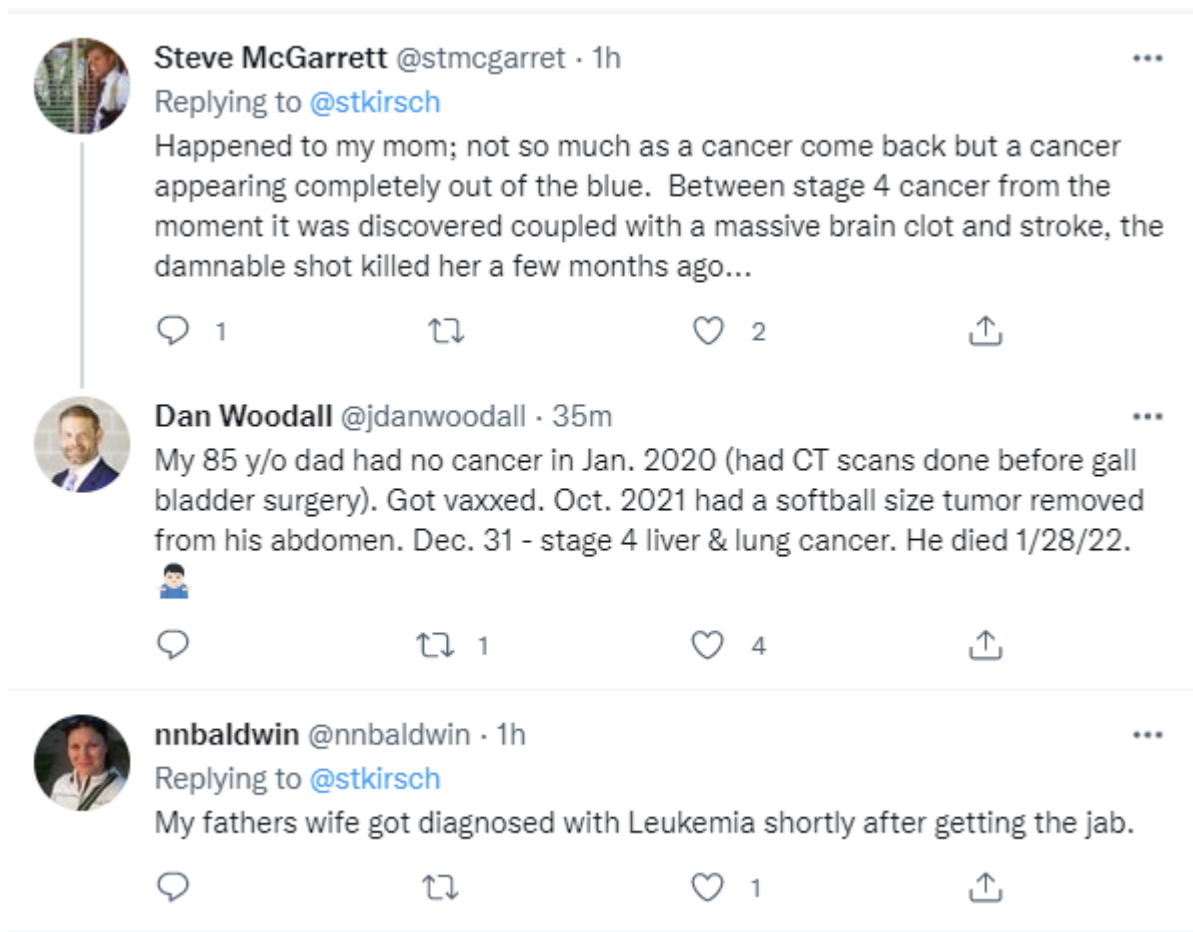 Steve McGarrett @stmcgarret · 1h
Replying to @stkirsch
Happened to my mom; not so much as a cancer come back but a cancer
appearing completely out of the blue.  Between stage 4 cancer from the
moment it was discovered coupled with a massive brain clot and stroke, the
damnable shot killed her a few months ago...
1 2
Dan Woodall @jdanwoodall · 35m
My 85 y/o dad had no cancer in Jan. 2020 (had CT scans done before gall
bladder surgery). Got vaxxed. Oct. 2021 had a softball size tumor removed
from his abdomen. Dec. 31 - stage 4 liver & lung cancer. He died 1/28/22.
🤷🏻‍♂️
1 4
nnbaldwin @nnbaldwin · 1h
Replying to @stkirsch
My fathers wife got diagnosed with Leukemia shortly after getting the jab.
1